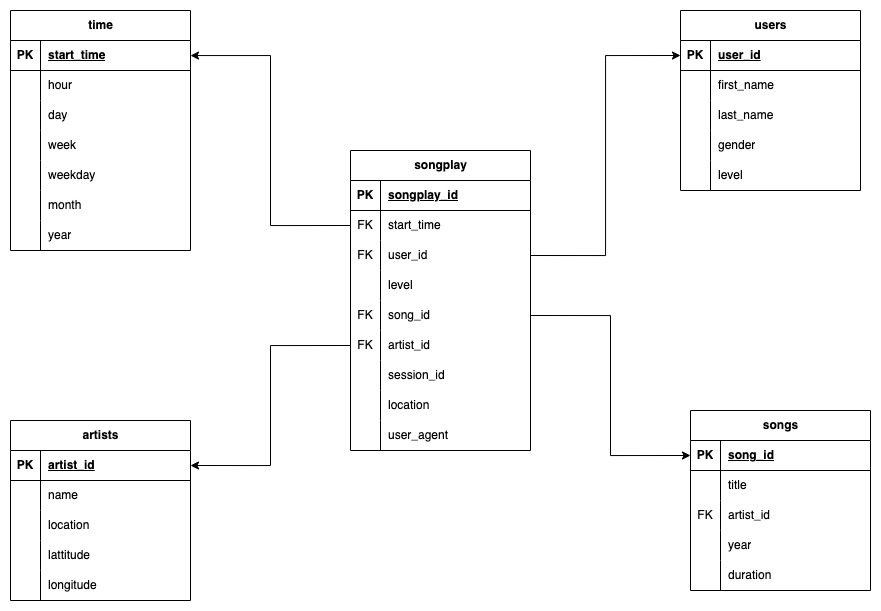 time
PK start_time
hour
day
week
weekday
month
year
users
PK user_id
first_name
last_name
gender
level
songplay
PK songplay_id
FK start_time
FK user_id
level
FK song_id
FK artist_id
session_id
location
user_agent
artists
PK artist_id
name
location
lattitude
longitude
songs
PK song_id
title
FK artist_id
year
duration